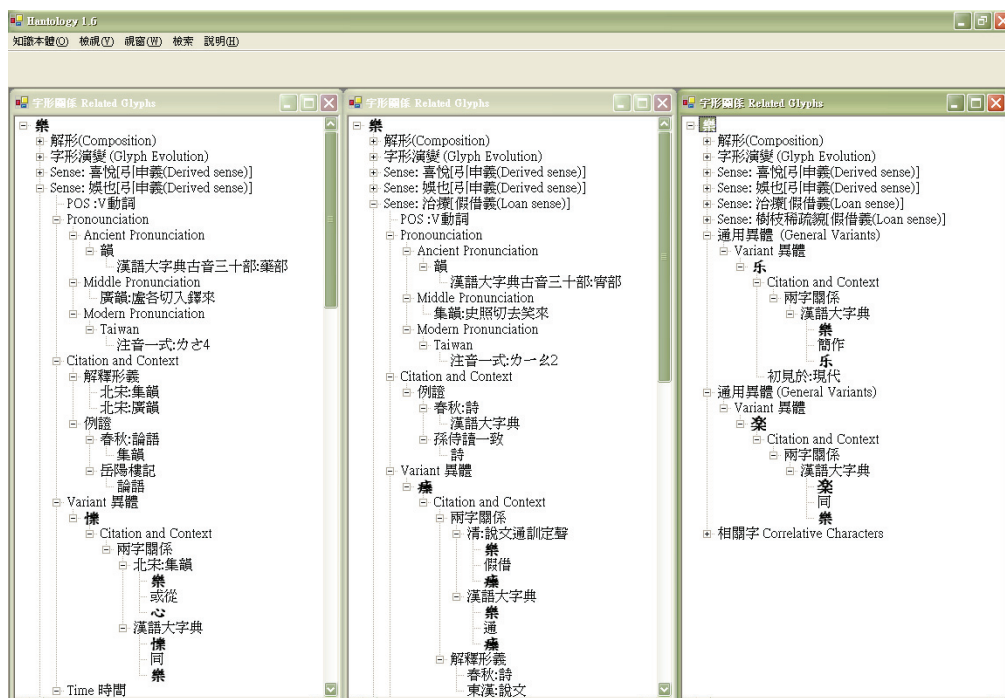 Hantology 1.6
知識本體(O) 檢視(V) 視窗(W) 檢索 說明(H)
字形關係 Related Glyphs
樂
解形(Composition)
字形演變 (Glyph Evolution)
Sense: 喜悅[引申義(Derived sense)]
Sense: 娛也[引申義(Derived sense)]
POS :V動詞
Pronounciation
Ancient Pronunciation
韻
漢語大字典古音三十部:藥部
Middle Pronunciation
廣韻:盧各切入鐸來
Modern Pronunciation
Taiwan
注音一式:ㄌㄜ4
Citation and Context
解釋形義
北宋:集韻
北宋:廣韻
例證
春秋:論語
集韻
岳陽樓記
論語
Variant 異體
㦡
Citation and Context
兩字關係
北宋:集韻
樂
或從
心
漢語大字典
㦡
同
樂
Time 時間
字形關係 Related Glyphs
樂
解形(Composition)
字形演變 (Glyph Evolution)
Sense: 喜悅[引申義(Derived sense)]
Sense: 娛也[引申義(Derived sense)]
Sense: 治療[假借義(Loan sense)]
POS :V動詞
Pronounciation
Ancient Pronunciation
韻
漢語大字典古音三十部:宵部
Middle Pronunciation
集韻:史照切去笑來
Modern Pronunciation
Taiwan
注音一式:ㄌㄧㄠ2
Citation and Context
例證
春秋:詩
漢語大字典
孫侍讀一致
詩
Variant 異體
𤻲
Citation and Context
兩字關係
清:說文通訓定聲
樂
假借
𤻲
漢語大字典
樂
通
𤻲
解釋形義
春秋:詩
東漢:說文
字形關係 Related Glyphs
樂
解形(Composition)
字形演變 (Glyph Evolution)
Sense: 喜悅[引申義(Derived sense)]
Sense: 娛也[引申義(Derived sense)]
Sense: 治療[假借義(Loan sense)]
Sense: 樹枝稀疏貌[假借義(Loan sense)]
通用異體 (General Variants)
Variant 異體
乐
Citation and Context
兩字關係
漢語大字典
樂
簡作
乐
初見於:現代
通用異體 (General Variants)
Variant 異體
楽
Citation and Context
兩字關係
漢語大字典
楽
同
樂
相關字 Correlative Characters